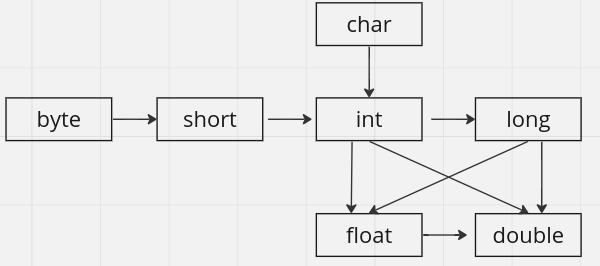 char
byte
short
int
long
float
double